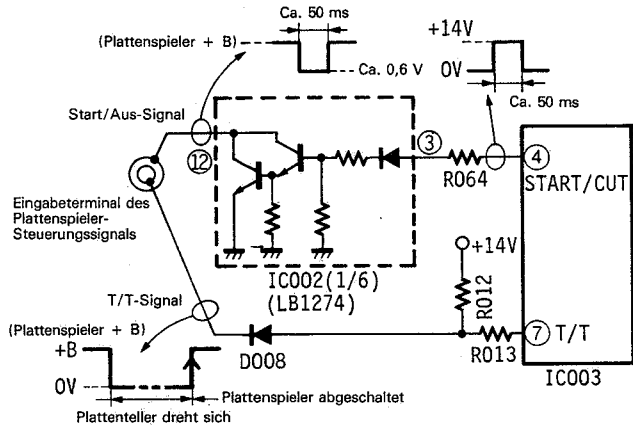 Ca. 50 ms
(Plattenspieler + B)
Ca. 0,6 V
+14V
0V
Ca. 50 ms
Start/Aus-Signal
12
3
R064
4
START/CUT
Eingabeterminal des
Plattenspieler-
Steuerungssignals
IC002(1/6)
(LB1274)
+14V
R012
T/T-Signal
(Plattenspieler + B)
+B
0V
D008
R013
7 T/T
IC003
Plattenspieler abgeschaltet
Plattenteller dreht sich